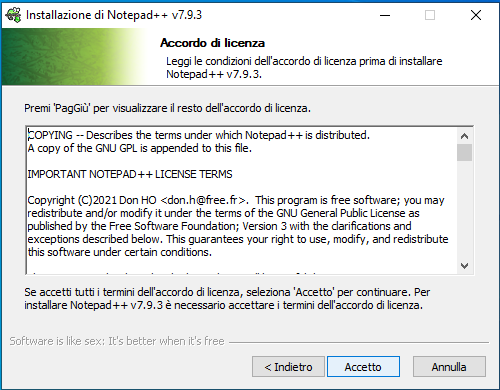 Installazione di Notepad++ v7.9.3
Accordo di licenza
Leggi le condizioni dell'accordo di licenza prima di installare
Notepad++ v7.9.3.
Premi 'PagGiù' per visualizzare il resto dell'accordo di licenza.
COPYING -- Describes the terms under which Notepad++ is distributed.
A copy of the GNU GPL is appended to this file.
IMPORTANT NOTEPAD++ LICENSE TERMS
Copyright (C)2021 Don HO <don.h@free.fr>. This program is free software; you may
redistribute and/or modify it under the terms of the GNU General Public License as
published by the Free Software Foundation; Version 3 with the clarifications and
exceptions described below. This guarantees your right to use, modify, and redistribute
this software under certain conditions.
Se accetti tutti i termini dell'accordo di licenza, seleziona 'Accetto' per continuare. Per
installare Notepad++ v7.9.3 è necessario accettare i termini dell'accordo di licenza.
Software is like sex: It's better when it's free
< Indietro
Accetto
Annulla